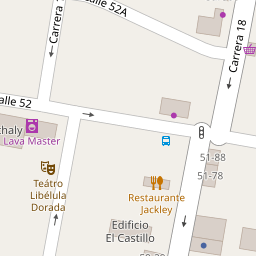 Calle 52A
Carrera
Carrera 18
alle 52
thaly
Lava Master
51-88
51-78
Teatro
Libélula
Dorada
Restaurante
Jackley
Edificio
El Castillo